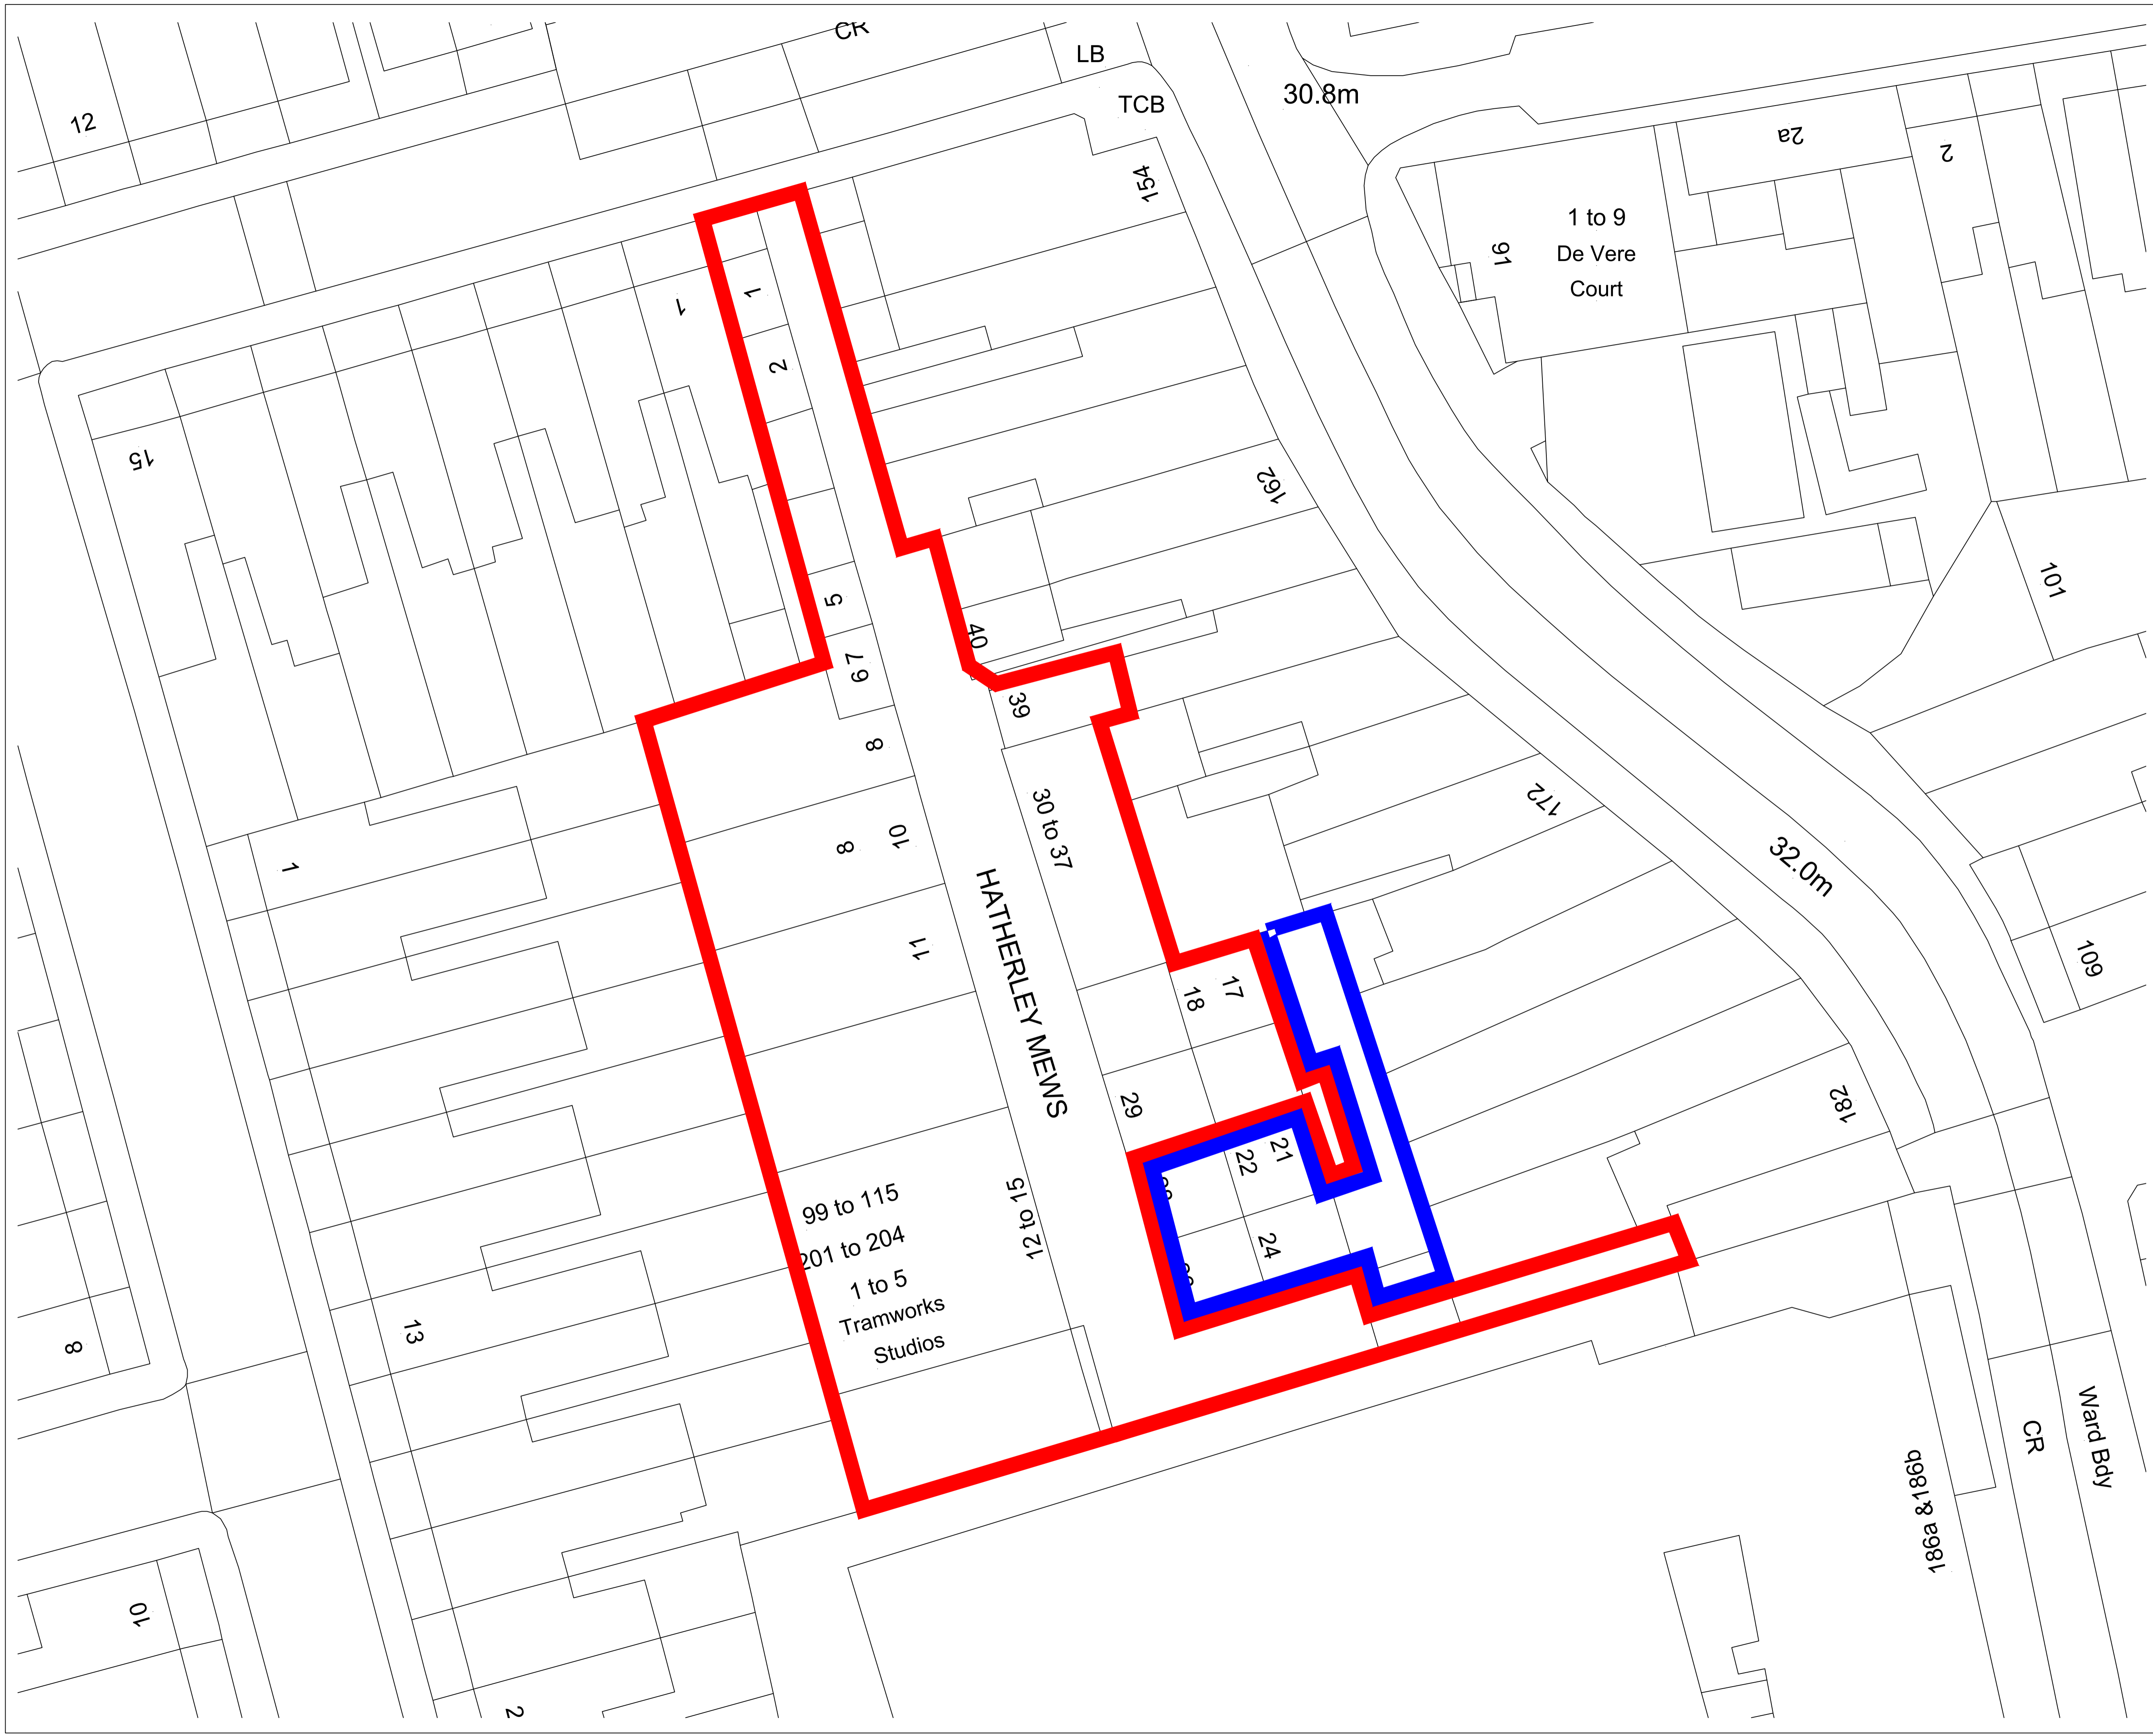 CR
LB
12
TCB
30.8m
2a
2
154
1 to 9
De Vere
Court
91
1
1
2
15
162
5
101
40
6 7
39
8
172
30 to 37
10
8
1
32.0m
11
HATHERLEY MEWS
109
17
18
29
182
21
22
99 to 115
12 to 15
201 to 204
24
1 to 5
Tramworks
Studios
13
8
CR
Ward Bdy
186a & 186b
10
2